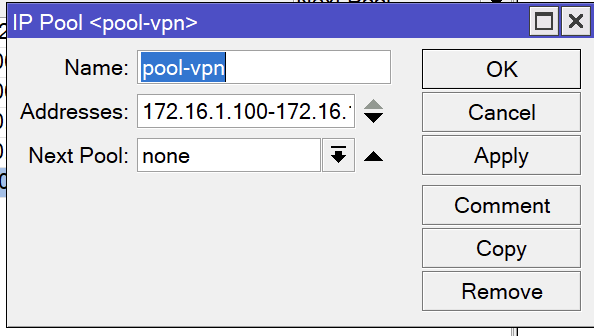 IP Pool <pool-vpn>
Name: pool-vpn OK
Addresses: 172.16.1.100-172.16. Cancel
Next Pool: none Apply
Comment
Copy
Remove